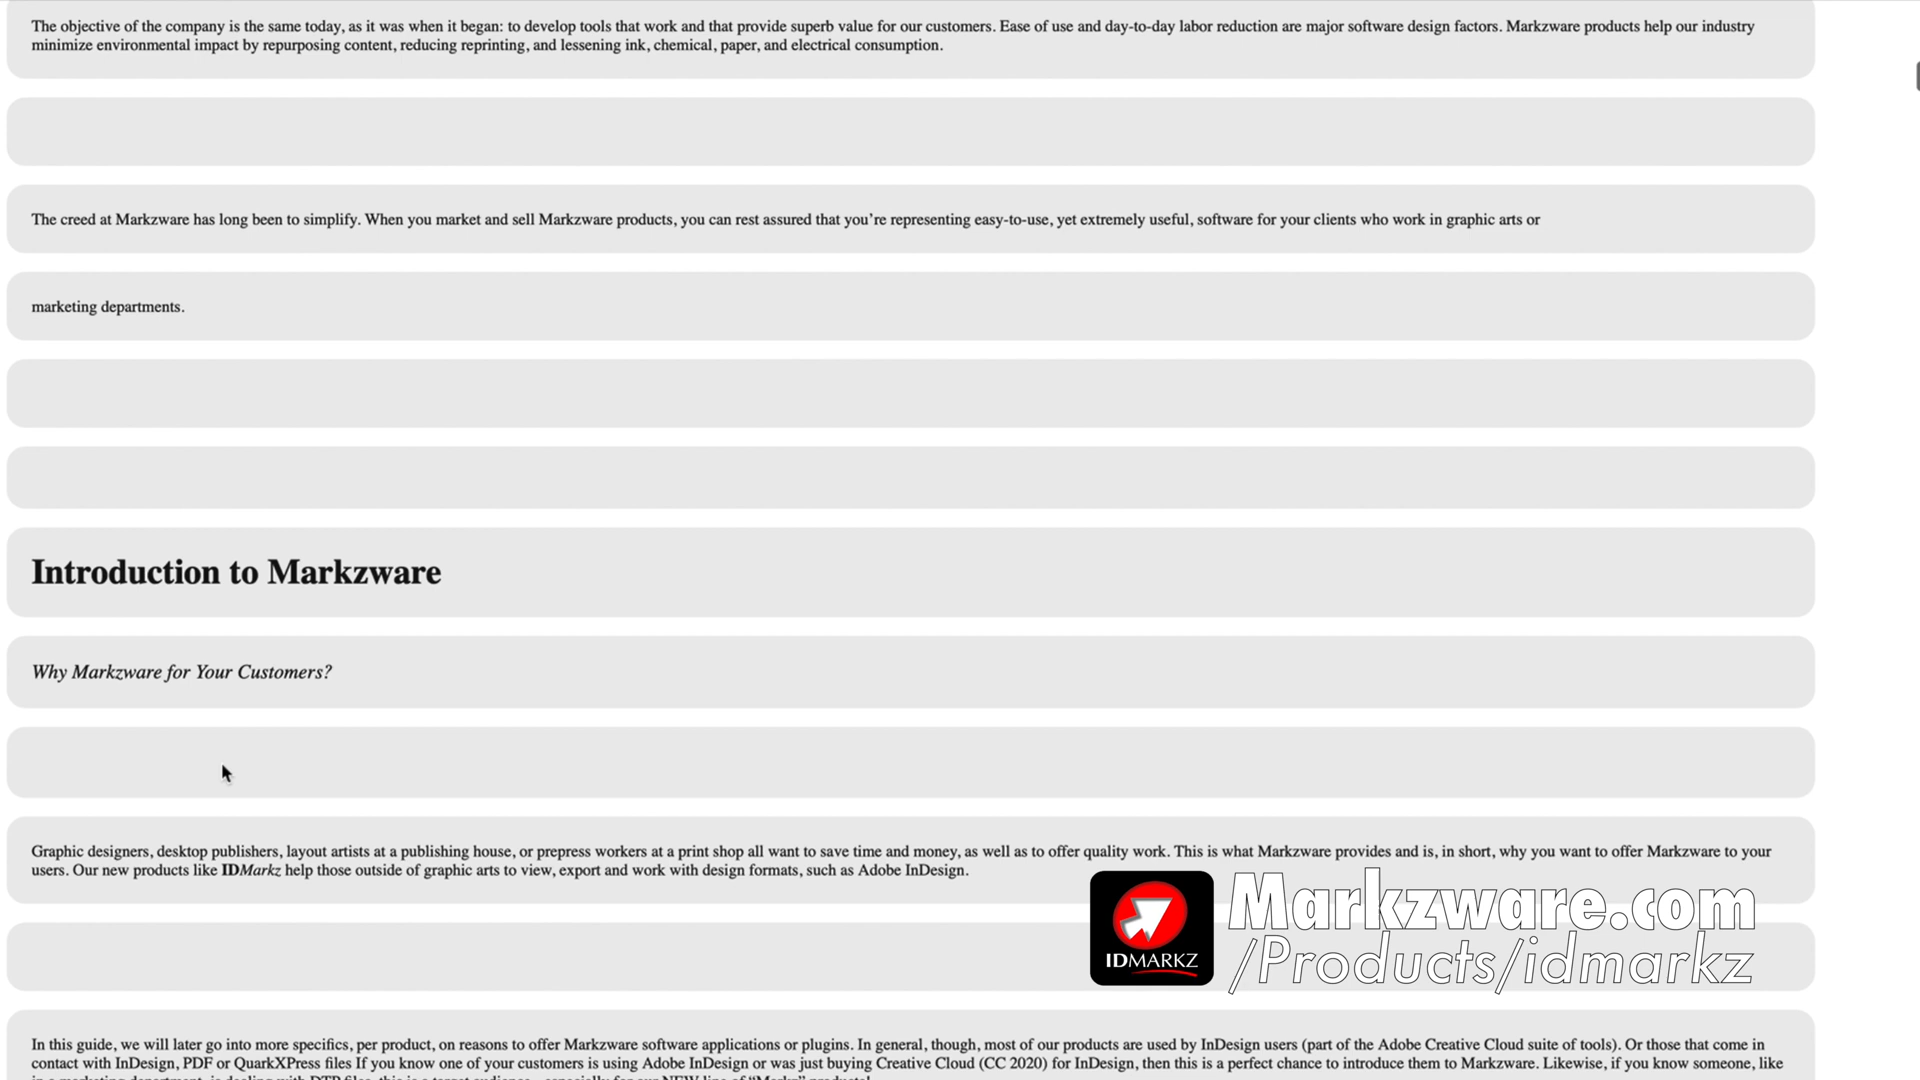 The objective of the company is the same today, as it was when it began: to develop tools that work and that provide superb value for our customers. Ease of use and day-to-day labor reduction are major software design factors. Markzware products help our industry
minimize environmental impact by repurposing content, reducing reprinting, and lessening ink, chemical, paper, and electrical consumption.
The creed at Markzware has long been to simplify. When you market and sell Markzware products, you can rest assured that you’re representing easy-to-use, yet extremely useful, software for your clients who work in graphic arts or
marketing departments.
Introduction to Markzware
Why Markzware for Your Customers?
Graphic designers, desktop publishers, layout artists at a publishing house, or prepress workers at a print shop all want to save time and money, as well as to offer quality work. This is what Markzware provides and is, in short, why you want to offer Markzware to your
users. Our new products like IDMarkz help those outside of graphic arts to view, export and work with design formats, such as Adobe InDesign.
IDMARKZ
Markzware.com
/Products/idmarkz
In this guide, we will later go into more specifics, per product, on reasons to offer Markzware software applications or plugins. In general, though, most of our products are used by InDesign users (part of the Adobe Creative Cloud suite of tools). Or those that come in
contact with InDesign, PDF or QuarkXPress files If you know one of your customers is using Adobe InDesign or was just buying Creative Cloud (CC 2020) for InDesign, then this is a perfect chance to introduce them to Markzware. Likewise, if you know someone, like